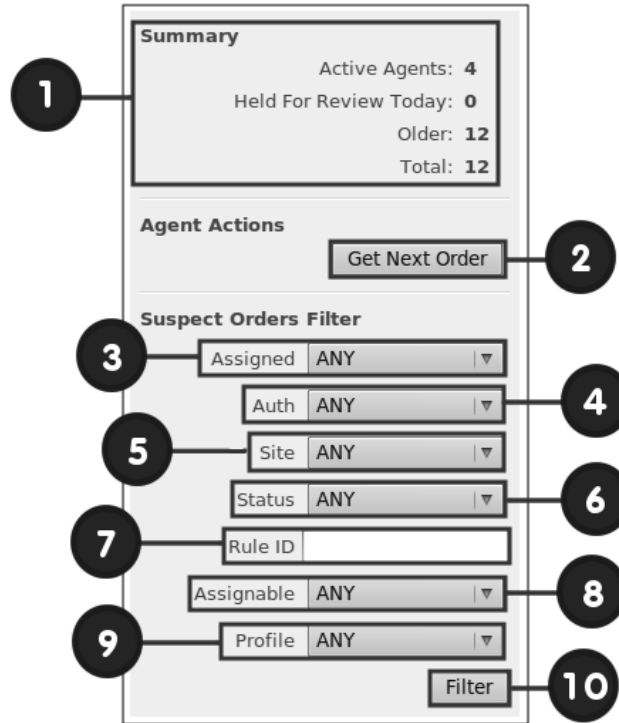 Summary
1
Active Agents: 4
Held For Review Today: 0
Older: 12
Total: 12
Agent Actions
Get Next Order
2
Suspect Orders Filter
3
Assigned ANY
Auth ANY
4
5
Site ANY
Status ANY
6
7
Rule ID
Assignable ANY
8
9
Profile ANY
Filter
10